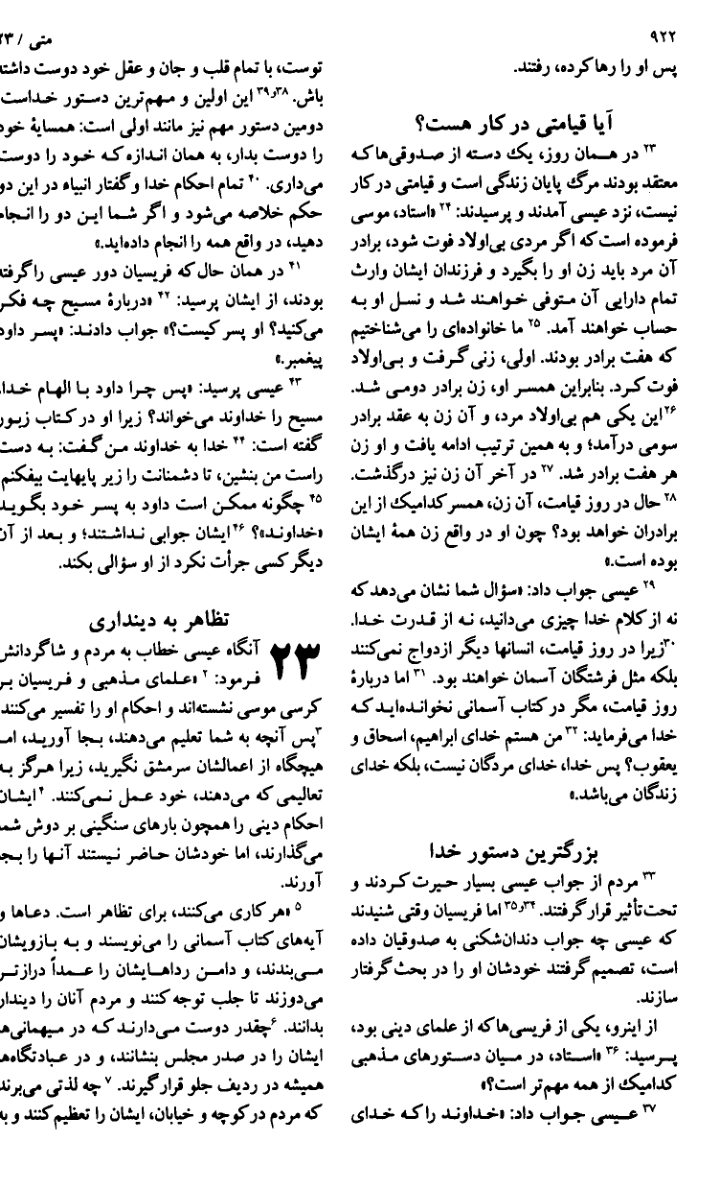 ۹۲۲
متی / ۲۳
پس او را رها کرده، رفتند.
آیا قیامتی در کار هست؟
۲۳ در همان روز، یک دسته از صدوقی‌ها که
معتقد بودند مرگ پایان زندگی است و قیامتی در کار
نیست، نزد عیسی آمدند و پرسیدند: ۲۴ «استاد، موسی
فرموده است که اگر مردی بی‌اولاد فوت شود، برادر
آن مرد باید زن او را بگیرد و فرزندان ایشان وارث
تمام دارایی آن متوفی خواهند شد و نسل او به
حساب خواهند آمد. ۲۵ ما خانواده‌ای را می‌شناختیم
که هفت برادر بودند. اولی، زنی گرفت و بی‌اولاد
فوت کرد. بنابراین همسر او، زن برادر دومی شد.
۲۶ این یکی هم بی‌اولاد مرد، و آن زن به عقد برادر
سومی درآمد؛ و به همین ترتیب ادامه یافت و او زن
هر هفت برادر شد. ۲۷ در آخر آن زن نیز درگذشت.
۲۸ حال در روز قیامت، آن زن، همسر کدامیک از این
برادران خواهد بود؟ چون او در واقع زن همهٔ ایشان
بوده است.»
۲۹ عیسی جواب داد: «سؤال شما نشان می‌دهد که
نه از کلام خدا چیزی می‌دانید، نه از قدرت خدا.
۳۰ زیرا در روز قیامت، انسانها دیگر ازدواج نمی‌کنند
بلکه مثل فرشتگان آسمان خواهند بود. ۳۱ اما دربارهٔ
روز قیامت، مگر در کتاب آسمانی نخوانده‌اید که
خدا می‌فرماید: ۳۲ من هستم خدای ابراهیم، اسحاق و
یعقوب؟ پس خدا، خدای مردگان نیست، بلکه خدای
زندگان می‌باشد.»
بزرگترین دستور خدا
۳۳ مردم از جواب عیسی بسیار حیرت کردند و
تحت‌تأثیر قرار گرفتند. ۳۴و۳۵ اما فریسیان وقتی شنیدند
که عیسی چه جواب دندان‌شکنی به صدوقیان داده
است، تصمیم گرفتند خودشان او را در بحث گرفتار
سازند.
از اینرو، یکی از فریسی‌ها که از علمای دینی بود،
پرسید: ۳۶ «استاد، در میان دستورهای مذهبی
کدامیک از همه مهم‌تر است؟»
۳۷ عیسی جواب داد: «خداوند را که خدای
توست، با تمام قلب و جان و عقل خود دوست داشته
باش. ۳۸و۳۹ این اولین و مهم‌ترین دستور خداست.
دومین دستور مهم نیز مانند اولی است: همسایهٔ خود
را دوست بدار، به همان اندازه که خود را دوست
می‌داری. ۴۰ تمام احکام خدا و گفتار انبیاء در این دو
حکم خلاصه می‌شود و اگر شما این دو را انجام
دهید، در واقع همه را انجام داده‌اید.»
۴۱ در همان حال که فریسیان دور عیسی را گرفته
بودند، از ایشان پرسید: ۴۲ «دربارهٔ مسیح چه فکر
می‌کنید؟ او پسر کیست؟» جواب دادند: «پسر داود
پیغمبر.»
۴۳ عیسی پرسید: «پس چرا داود با الهام خدا،
مسیح را خداوند می‌خواند؟ زیرا او در کتاب زبور
گفته است: ۴۴ خدا به خداوند من گفت: به دست
راست من بنشین، تا دشمنانت را زیر پایهایت بیفکنم.
۴۵ چگونه ممکن است داود به پسر خود بگوید
«خداوند»؟ ۴۶ ایشان جوابی نداشتند؛ و بعد از آن
دیگر کسی جرأت نکرد از او سؤالی بکند.
تظاهر به دینداری
۲۳ آنگاه عیسی خطاب به مردم و شاگردانش
فرمود: ۲ «علمای مذهبی و فریسیان بر
کرسی موسی نشسته‌اند و احکام او را تفسیر می‌کنند.
۳ پس آنچه به شما تعلیم می‌دهند، بجا آورید، اما
هیچگاه از اعمالشان سرمشق نگیرید، زیرا هرگز به
تعالیمی که می‌دهند، خود عمل نمی‌کنند. ۴ ایشان
احکام دینی را همچون بارهای سنگینی بر دوش شما
می‌گذارند، اما خودشان حاضر نیستند آنها را بجا
آورند.
۵ «هر کاری می‌کنند، برای تظاهر است. دعاها و
آیه‌های کتاب آسمانی را می‌نویسند و به بازویشان
می‌بندند، و دامن رداهایشان را عمداً درازتر
می‌دوزند تا جلب توجه کنند و مردم آنان را دیندار
بدانند. ۶ چقدر دوست می‌دارند که در میهمانی‌ها
ایشان را در صدر مجلس بنشانند، و در عبادتگاه‌ها
همیشه در ردیف جلو قرار گیرند. ۷ چه لذتی می‌برند
که مردم در کوچه و خیابان، ایشان را تعظیم کنند و به